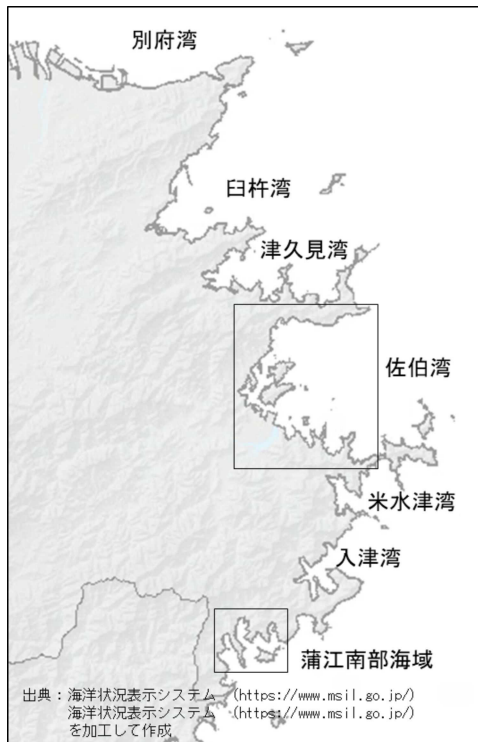 別府湾
臼杵湾
津久見湾
佐伯湾
米水津湾
入津湾
蒲江南部海域
出典：海洋状況表示システム (https://www.msil.go.jp/)
海洋状況表示システム (https://www.msil.go.jp/)
を加工して作成